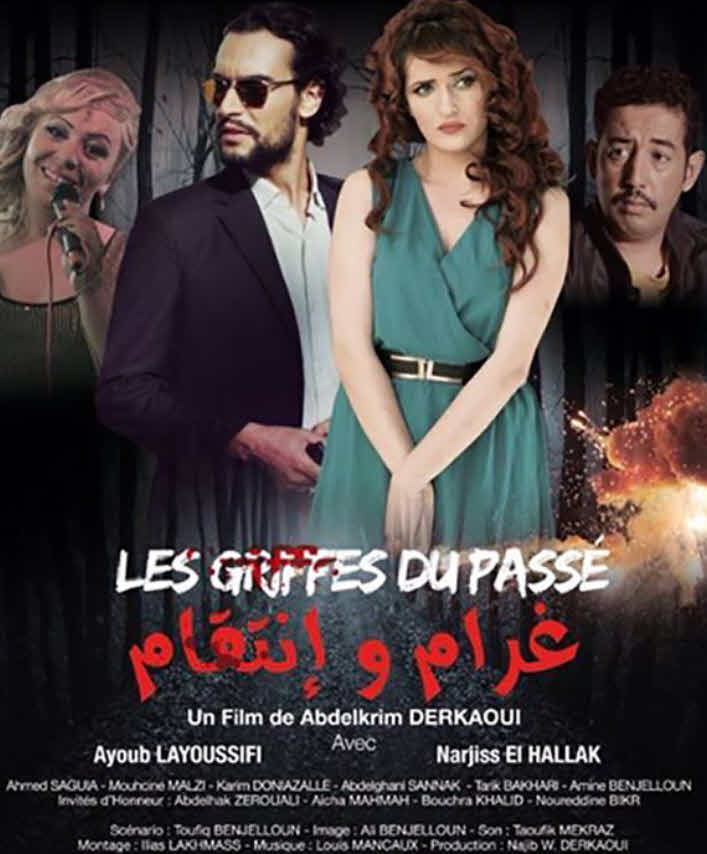 LES GRIFFES DU PASSÉ
غرام و إنتقام
Un Film de Abdelkrim DERKAOUI
Avec
Ayoub LAYOUSSIFI Narjiss El HALLAK
Ahmed SAGUIA - Mouhcine MALZI - Karim DONIAZALLE - Abdelghani SANNAK - Tarik BAKHARI - Amine BENJELLOUN
Invités d'Honneur : Abdelhak ZEROUALI - Aicha MAHMAH - Bouchra KHALID - Noureddine BIKR
Scénario : Toufiq BENJELLOUN - Image : Ali BENJELLOUN - Son : Taoufik MEKRAZ
Montage : Ilias LAKHMASS - Musique : Louis MANCAUX - Production : Najib W. DERKAOUI